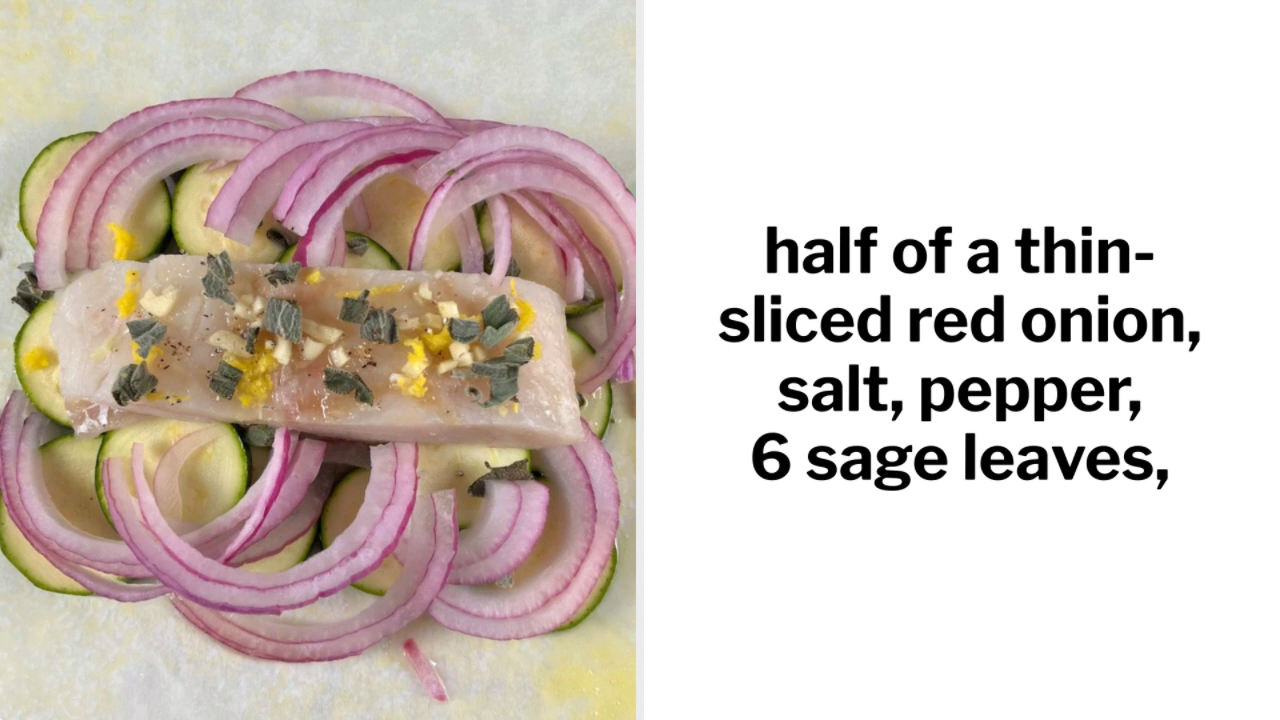 half of a thin-
sliced red onion,
salt, pepper,
6 sage leaves,